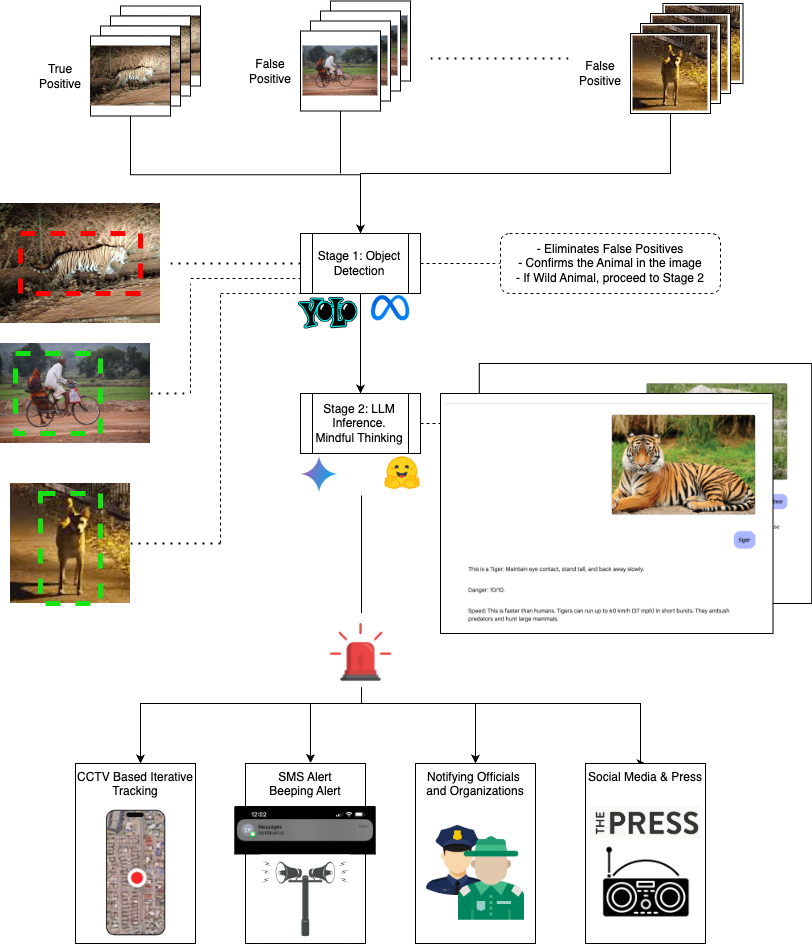 True
Positive
False
Positive
False
Positive
Stage 1: Object
Detection
- Eliminates False Positives
- Confirms the Animal in the image
- If Wild Animal, proceed to Stage 2
YOLO
Stage 2: LLM
Inference.
Mindful Thinking
tiger
This is a Tiger: Maintain eye contact, stand tall, and back away slowly.
Danger: 10/10.
Speed: This is faster than humans. Tigers can run up to 60 km/h (37 mph) in short bursts. They ambush
predators and hunt large mammals.
CCTV Based Iterative
Tracking
SMS Alert
Beeping Alert
12:02
Messages
Notification
Notifying Officials
and Organizations
Social Media & Press
THE PRESS